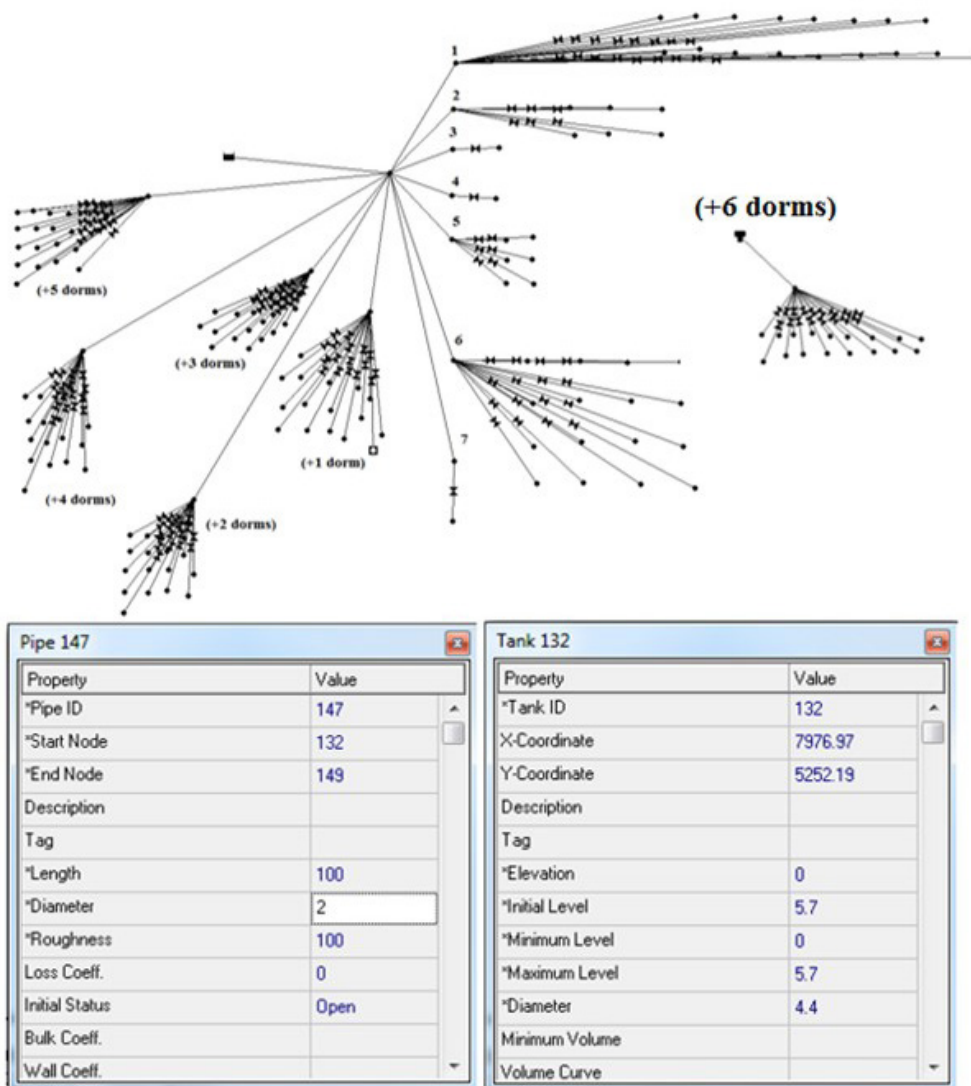 1
2
3
4
5
(+6 dorms)
(+5 dorms)
(+3 dorms)
6
7
(+1 dorm)
(+4 dorms)
(+2 dorms)
Pipe 147
Property Value
*Pipe ID 147
*Start Node 132
*End Node 149
Description
Tag
*Length 100
*Diameter 2
*Roughness 100
Loss Coeff. 0
Initial Status Open
Bulk Coeff.
Wall Coeff.
Tank 132
Property Value
*Tank ID 132
X-Coordinate 7976.97
Y-Coordinate 5252.19
Description
Tag
*Elevation 0
*Initial Level 5.7
*Minimum Level 0
*Maximum Level 5.7
*Diameter 4.4
Minimum Volume
Volume Curve